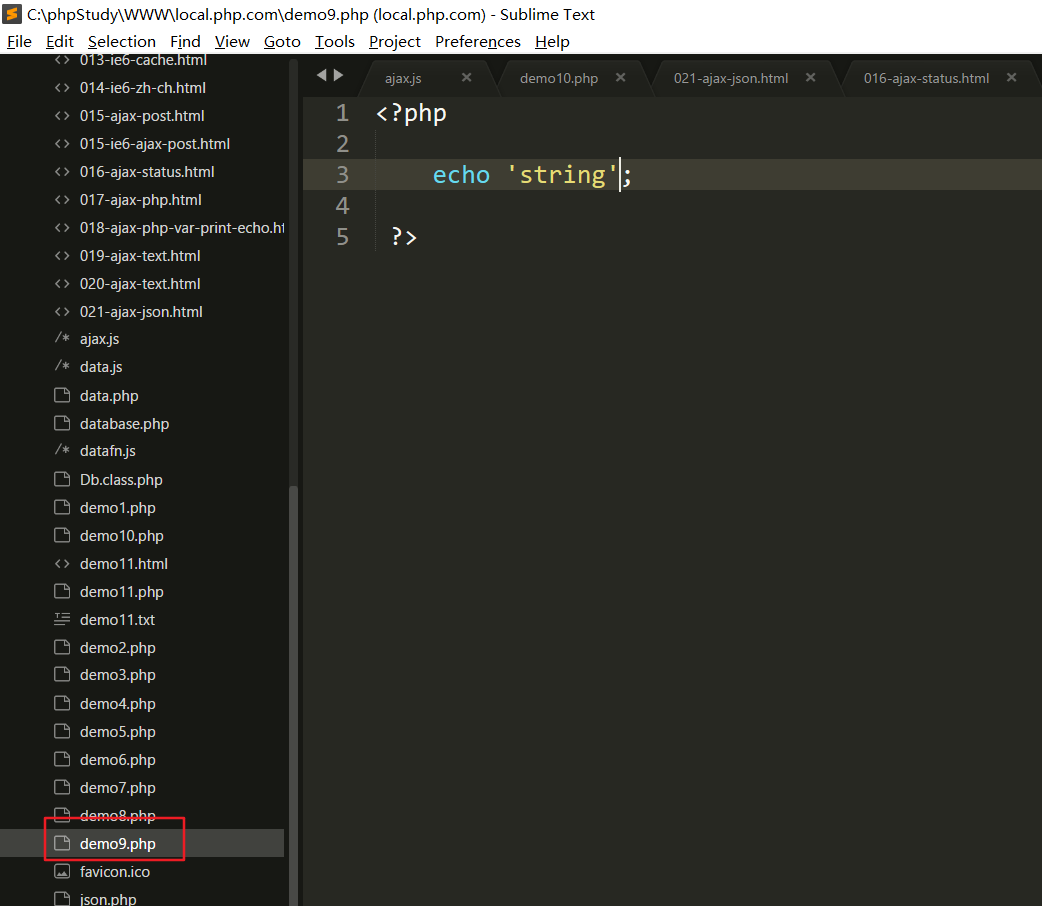 C:\phpStudy\WWW\local.php.com\demo9.php (local.php.com) - Sublime Text
File Edit Selection Find View Goto Tools Project Preferences Help
013-ie6-cache.html
014-ie6-zh-ch.html
015-ajax-post.html
015-ie6-ajax-post.html
016-ajax-status.html
017-ajax-php.html
018-ajax-php-var-print-echo.ht
019-ajax-text.html
020-ajax-text.html
021-ajax-json.html
/* ajax.js
/* data.js
data.php
database.php
/* datafn.js
Db.class.php
demo1.php
demo10.php
demo11.html
demo11.php
demo11.txt
demo2.php
demo3.php
demo4.php
demo5.php
demo6.php
demo7.php
demo8.php
demo9.php
favicon.ico
json.php
ajax.js × demo10.php × 021-ajax-json.html × 016-ajax-status.html ×
1 <?php
2
3 echo 'string';
4
5 ?>